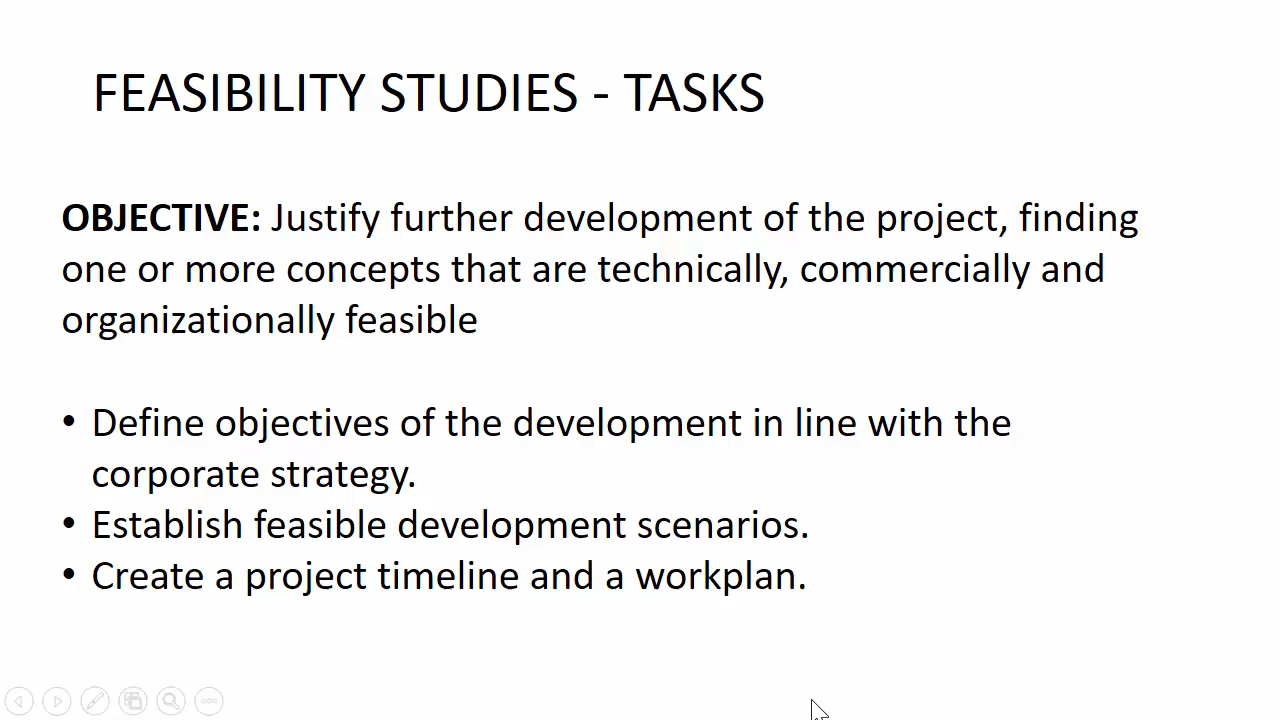 FEASIBILITY STUDIES - TASKS
OBJECTIVE: Justify further development of the project, finding
one or more concepts that are technically, commercially and
organizationally feasible
• Define objectives of the development in line with the
corporate strategy.
• Establish feasible development scenarios.
• Create a project timeline and a workplan.